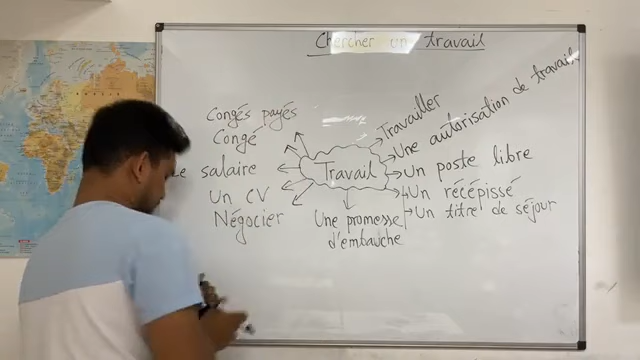 Chercher un travail
Congés payés
Congé
salaire
Un CV
Négocier
Travail
Travailler
Une autorisation de travail
Un poste libre
Un récépissé
Un titre de séjour
Une promesse
d'embauche